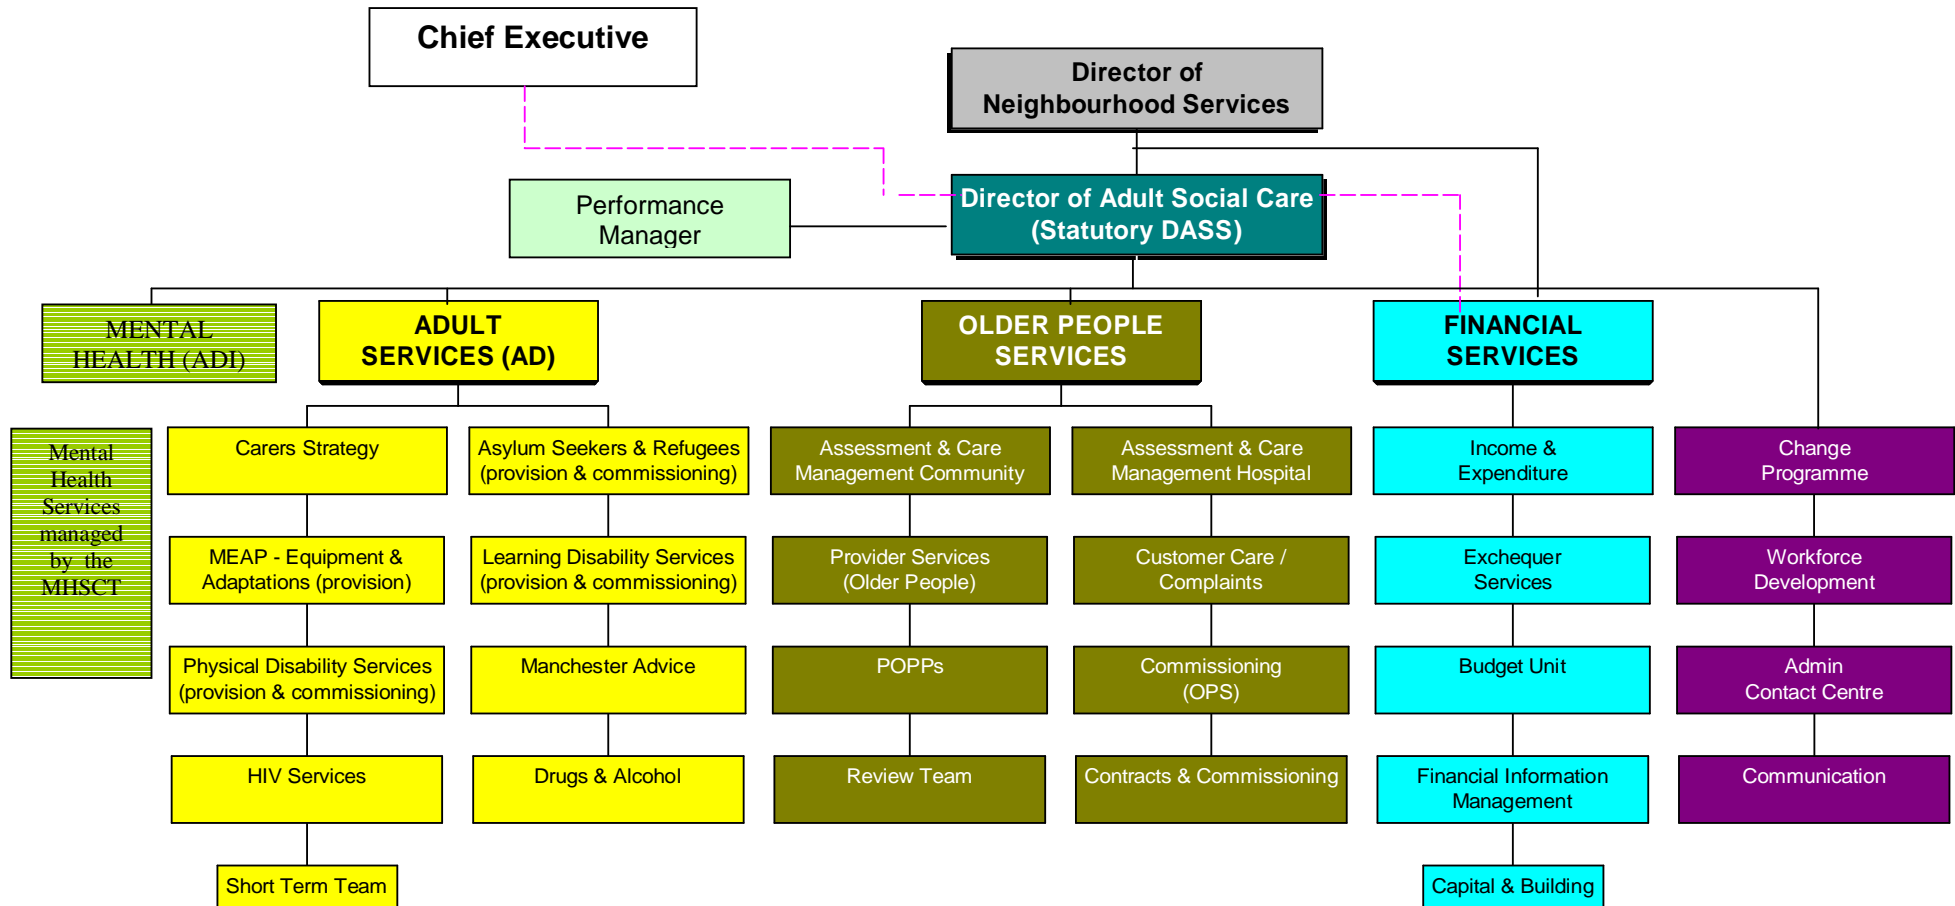 Chief Executive
Director of
Neighbourhood Services
Performance
Manager
Director of Adult Social Care
(Statutory DASS)
MENTAL
HEALTH (ADI)
ADULT
SERVICES (AD)
OLDER PEOPLE
SERVICES
FINANCIAL
SERVICES
Mental
Health
Services
managed
by the
MHSCT
Carers Strategy
MEAP - Equipment &
Adaptations (provision)
Physical Disability Services
(provision & commissioning)
HIV Services
Short Term Team
Asylum Seekers & Refugees
(provision & commissioning)
Learning Disability Services
(provision & commissioning)
Manchester Advice
Drugs & Alcohol
Assessment & Care
Management Community
Provider Services
(Older People)
POPPs
Review Team
Assessment & Care
Management Hospital
Customer Care /
Complaints
Commissioning
(OPS)
Contracts & Commissioning
Income &
Expenditure
Exchequer
Services
Budget Unit
Financial Information
Management
Capital & Building
Change
Programme
Workforce
Development
Admin
Contact Centre
Communication